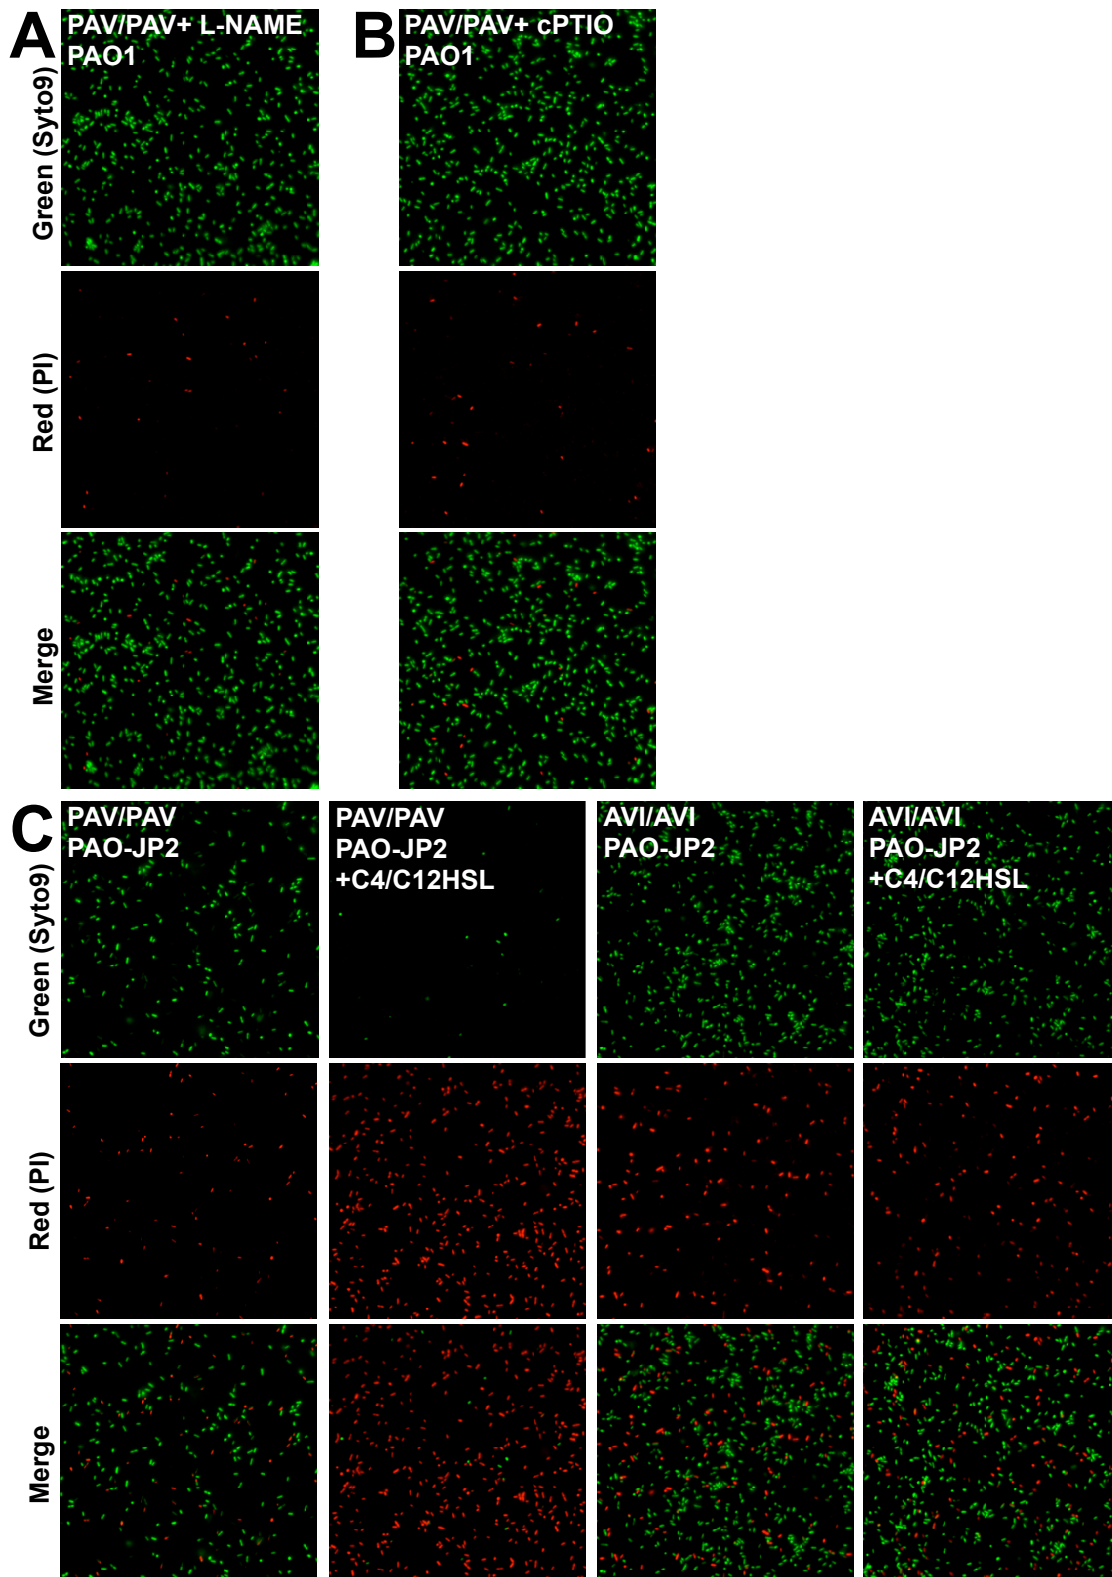 A
PAV/PAV+ L-NAME
PAO1
B
PAV/PAV+ cPTIO
PAO1
Green (Syto9)
Red (PI)
Merge
C
PAV/PAV
PAO-JP2
PAV/PAV
PAO-JP2
+C4/C12HSL
AVI/AVI
PAO-JP2
AVI/AVI
PAO-JP2
+C4/C12HSL
Green (Syto9)
Red (PI)
Merge